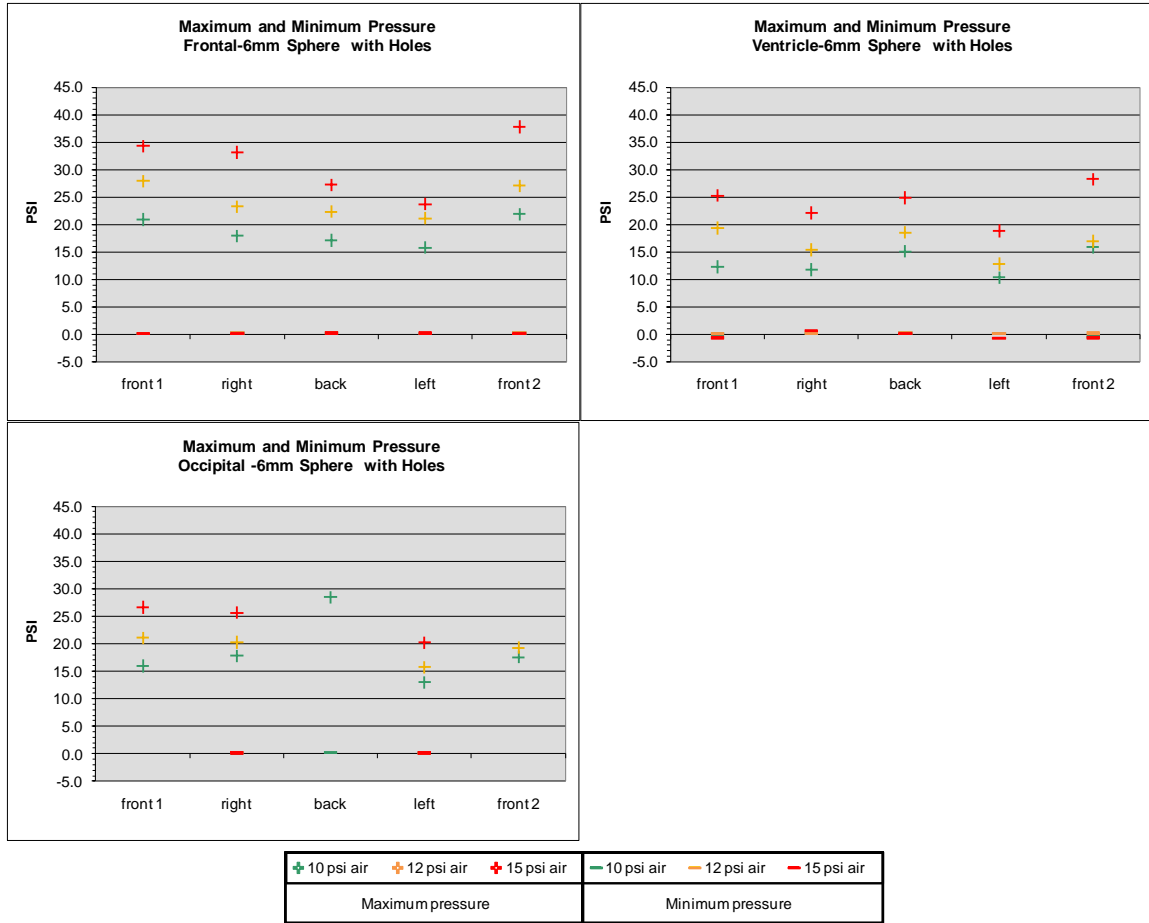 Maximum and Minimum Pressure
Frontal-6mm Sphere with Holes
45.0
40.0
35.0
30.0
25.0
20.0
15.0
10.0
5.0
0.0
-5.0
PSI
front 1 right back left front 2
Maximum and Minimum Pressure
Ventricle-6mm Sphere with Holes
45.0
40.0
35.0
30.0
25.0
20.0
15.0
10.0
5.0
0.0
-5.0
PSI
front 1 right back left front 2
Maximum and Minimum Pressure
Occipital -6mm Sphere with Holes
45.0
40.0
35.0
30.0
25.0
20.0
15.0
10.0
5.0
0.0
-5.0
PSI
front 1 right back left front 2
10 psi air 12 psi air 15 psi air 10 psi air 12 psi air 15 psi air
Maximum pressure Minimum pressure